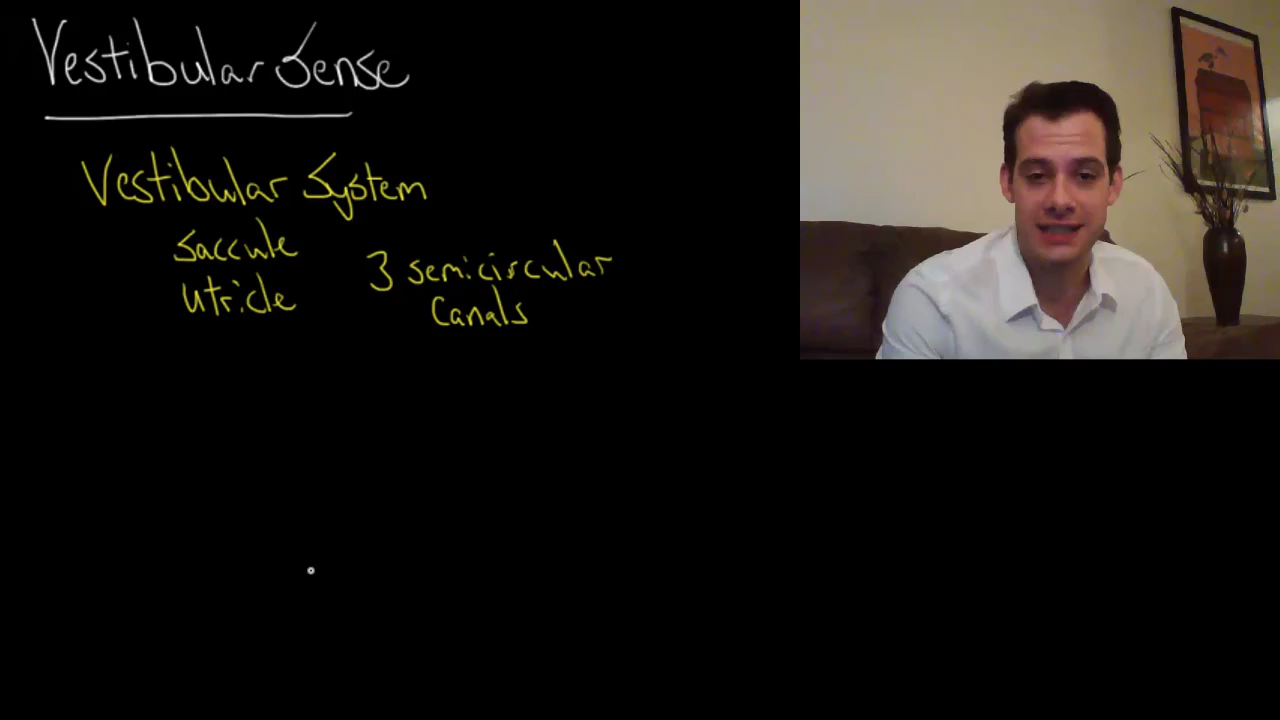 Vestibular Sense
Vestibular System
Saccule
Utricle
3 semicircular
Canals